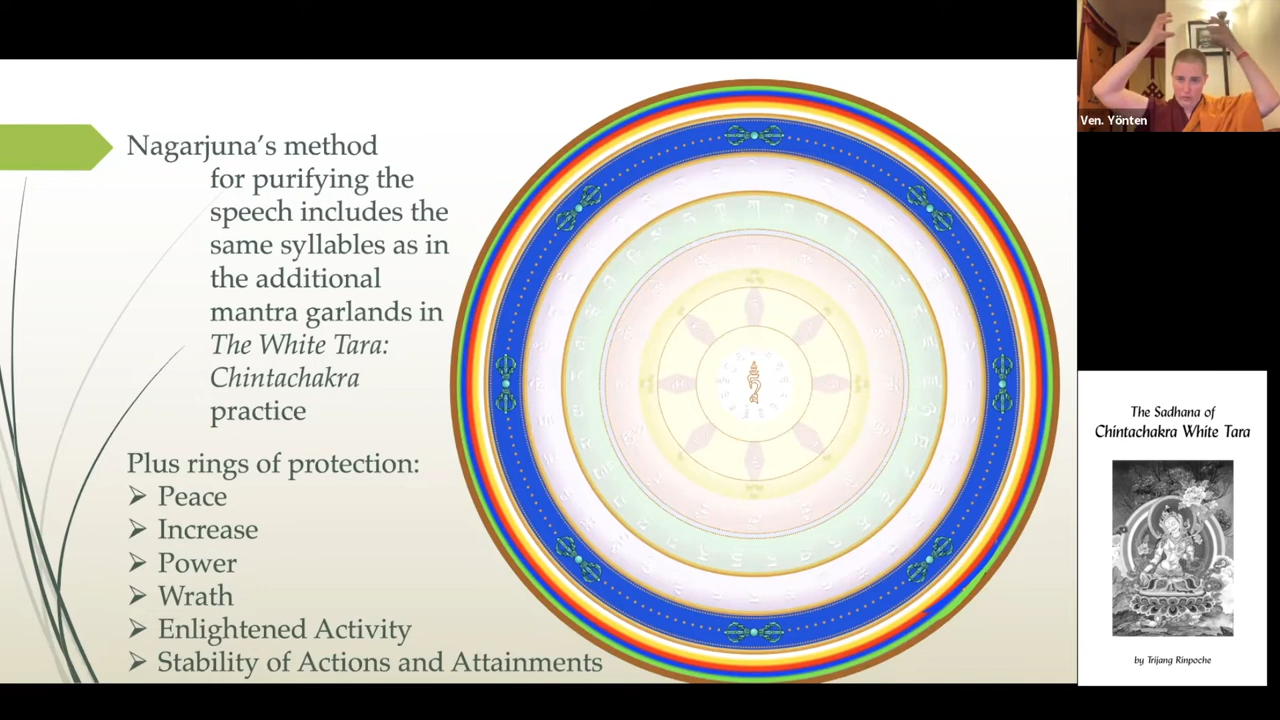 Nagarjuna’s method
for purifying the
speech includes the
same syllables as in
the additional
mantra garlands in
The White Tara:
Chintachakra
practice
Plus rings of protection:
➢ Peace
➢ Increase
➢ Power
➢ Wrath
➢ Enlightened Activity
➢ Stability of Actions and Attainments
Ven. Yönten
The Sadhana of
Chintachakra White Tara
by Trijang Rinpoche